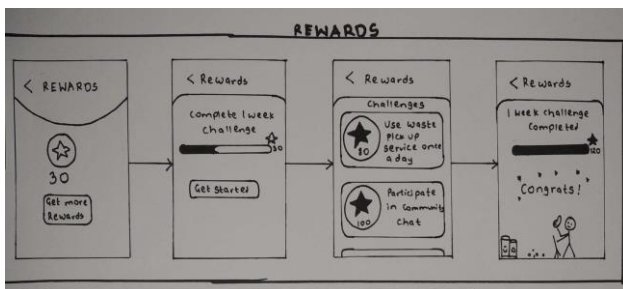 REWARDS
< REWARDS
30
Get more
Rewards
< Rewards
Complete 1 week
Challenge
30
Get Started
< Rewards
Challenges
Use waste
Pick up
service once
a day
50
Participate
in Community
Chat
100
< Rewards
1 week challenge
Completed
120
Congrats!